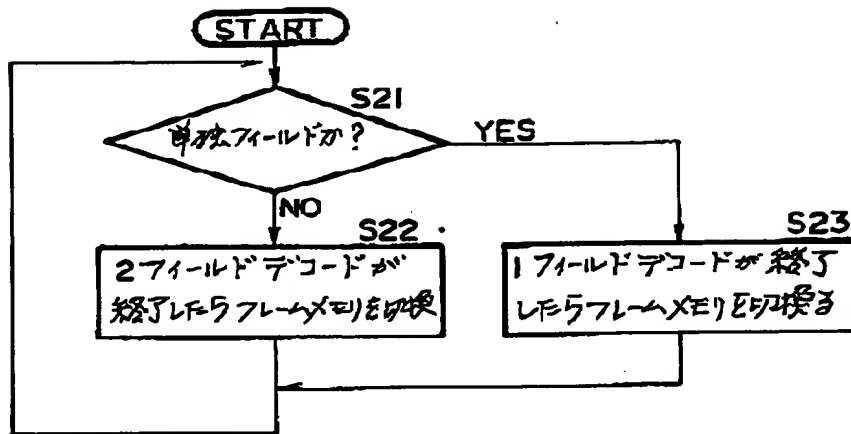 START
S21
単独フィールドか?
YES
NO
S22
2フィールドデコードが
終了したらフレームメモリを切換
S23
1フィールドデコードが終了
したらフレームメモリを切換る